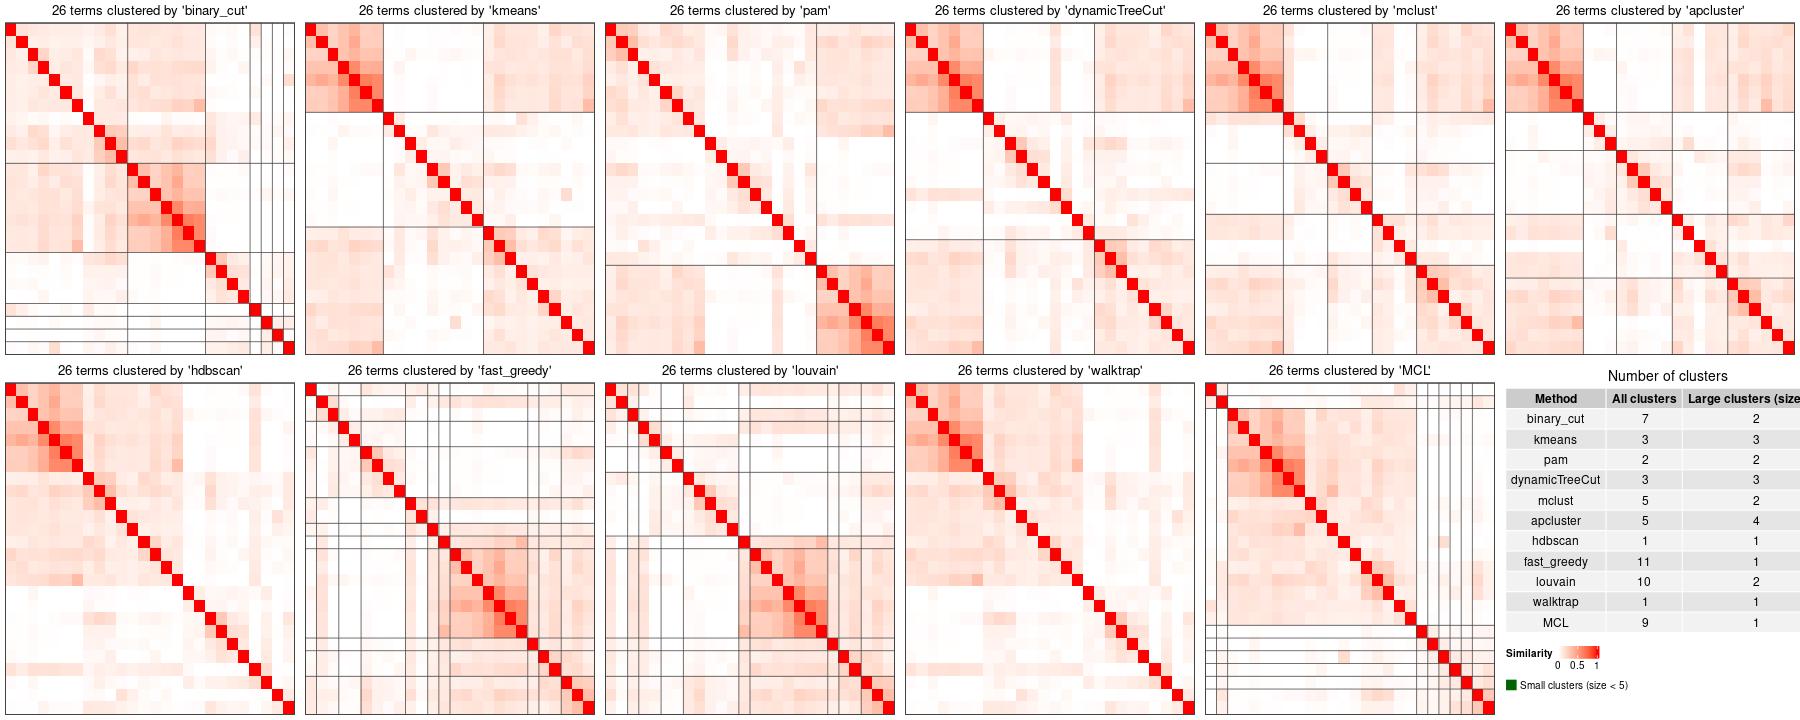 26 terms clustered by 'binary_cut'
26 terms clustered by 'kmeans'
26 terms clustered by 'pam'
26 terms clustered by 'dynamicTreeCut'
26 terms clustered by 'mclust'
26 terms clustered by 'apcluster'
26 terms clustered by 'hdbscan'
26 terms clustered by 'fast_greedy'
26 terms clustered by 'louvain'
26 terms clustered by 'walktrap'
26 terms clustered by 'MCL'
Number of clusters
Method All clusters Large clusters (size
binary_cut 7 2
kmeans 3 3
pam 2 2
dynamicTreeCut 3 3
mclust 5 2
apcluster 5 4
hdbscan 1 1
fast_greedy 11 1
louvain 10 2
walktrap 1 1
MCL 9 1
Similarity
0 0.5 1
Small clusters (size < 5)